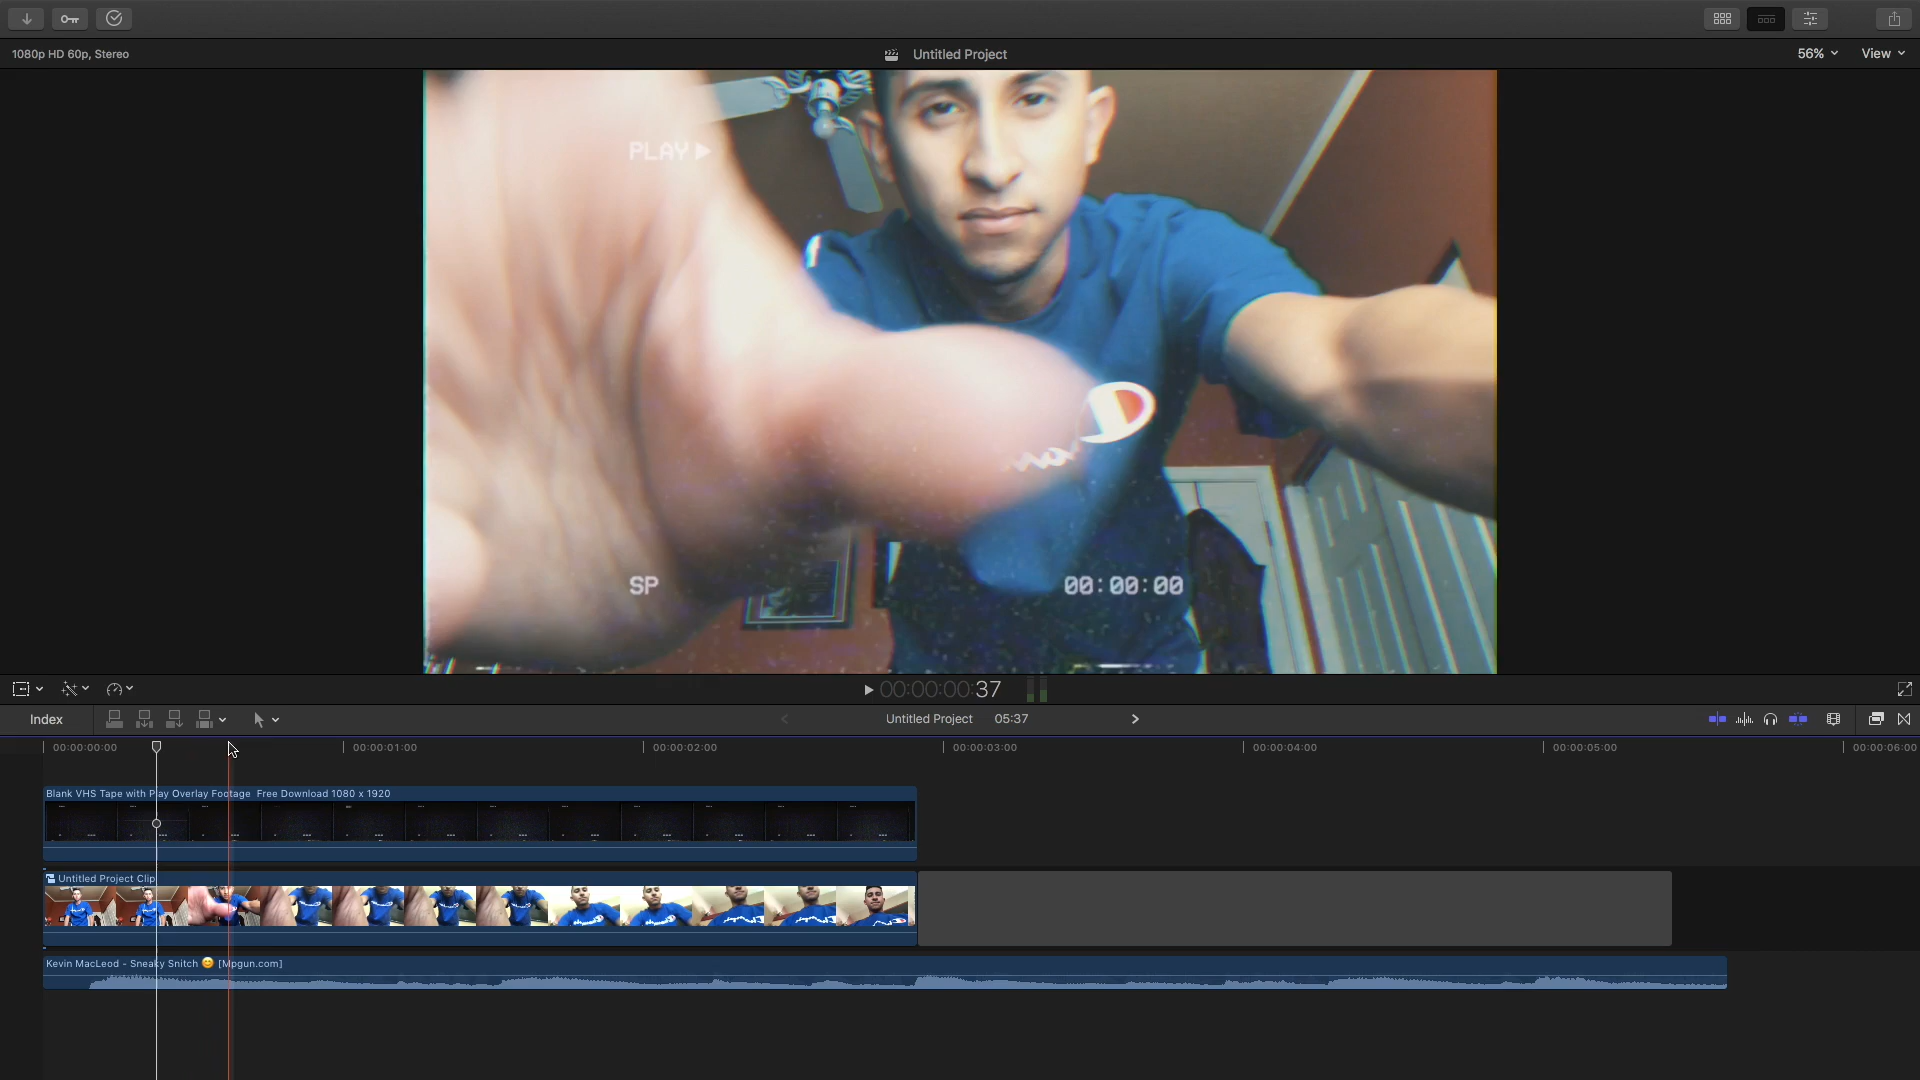 1080p HD 60p, Stereo
Untitled Project
56%
View
PLAY
SP
00:00:00
00:00:00:37
Index
Untitled Project
05:37
00:00:00:00
00:00:01:00
00:00:02:00
00:00:03:00
00:00:04:00
00:00:05:00
00:00:06:00
Blank VHS Tape with Play Overlay Footage Free Download 1080 x 1920
Untitled Project Clip
Kevin MacLeod - Sneaky Snitch 😊 [Mpgun.com]